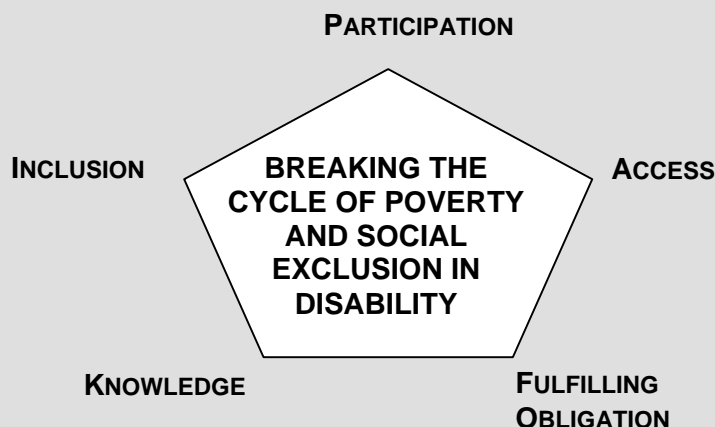 PARTICIPATION
INCLUSION
BREAKING THE
CYCLE OF POVERTY
AND SOCIAL
EXCLUSION IN
DISABILITY
ACCESS
KNOWLEDGE
FULFILLING
OBLIGATION